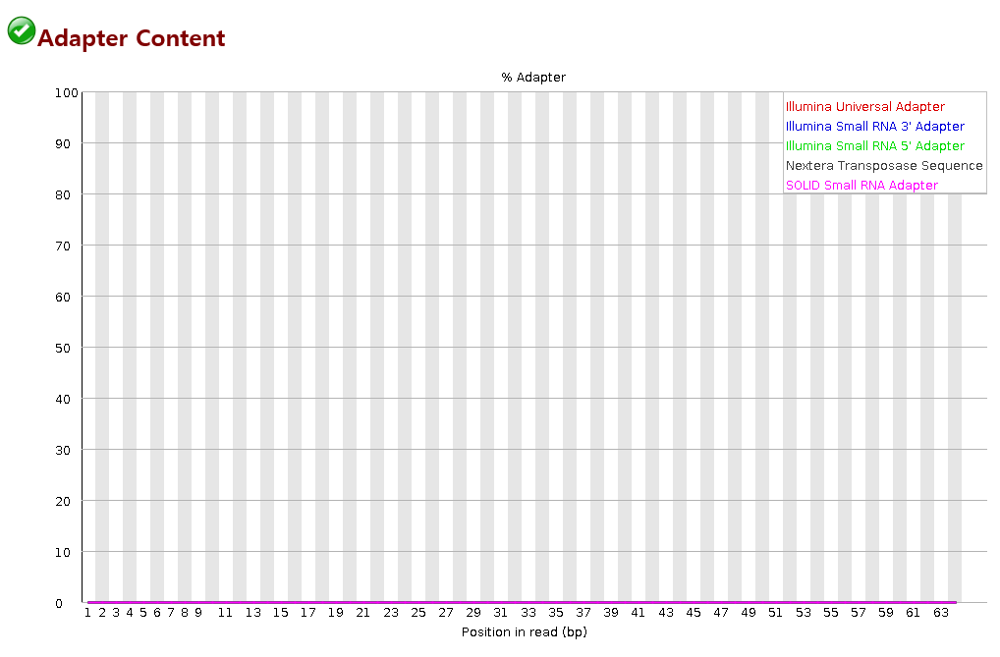 Adapter Content
% Adapter
100
90
80
70
60
50
40
30
20
10
0
Illumina Universal Adapter
Illumina Small RNA 3' Adapter
Illumina Small RNA 5' Adapter
Nextera Transposase Sequence
SOLID Small RNA Adapter
1 2 3 4 5 6 7 8 9 11 13 15 17 19 21 23 25 27 29 31 33 35 37 39 41 43 45 47 49 51 53 55 57 59 61 63
Position in read (bp)